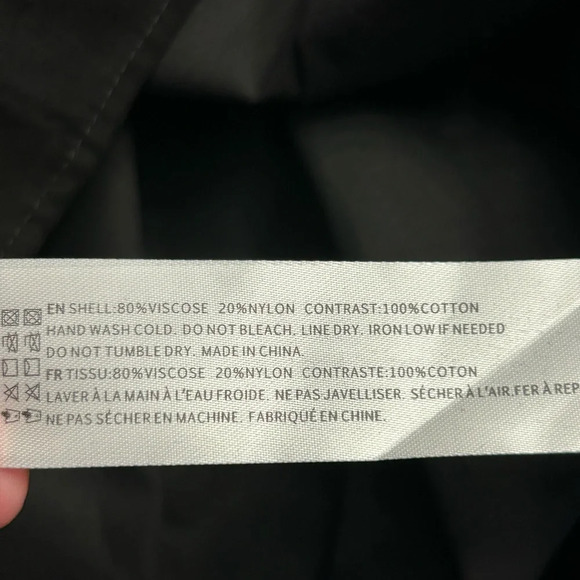 EN SHELL:80%VISCOSE 20%NYLON CONTRAST:100%COTTON
HAND WASH COLD. DO NOT BLEACH. LINE DRY. IRON LOW IF NEEDED
DO NOT TUMBLE DRY. MADE IN CHINA.
FR TISSU:80%VISCOSE 20%NYLON CONTRASTE:100%COTON
LAVER À LA MAIN À L'EAU FROIDE. NE PAS JAVELLISER. SÉCHER À L'AIR.FER À REP
NE PAS SÉCHER EN MACHINE. FABRIQUÉ EN CHINE.